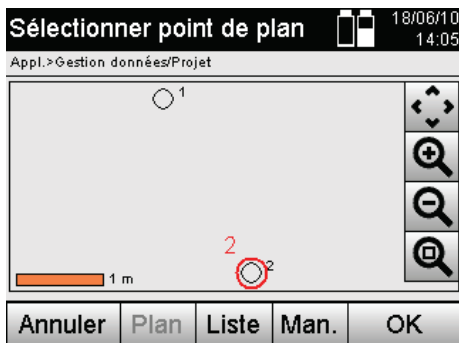 Sélectionner point de plan
18/06/10
14:05
Appl.>Gestion données/Projet
1
2
2
1 m
Annuler Plan Liste Man. OK